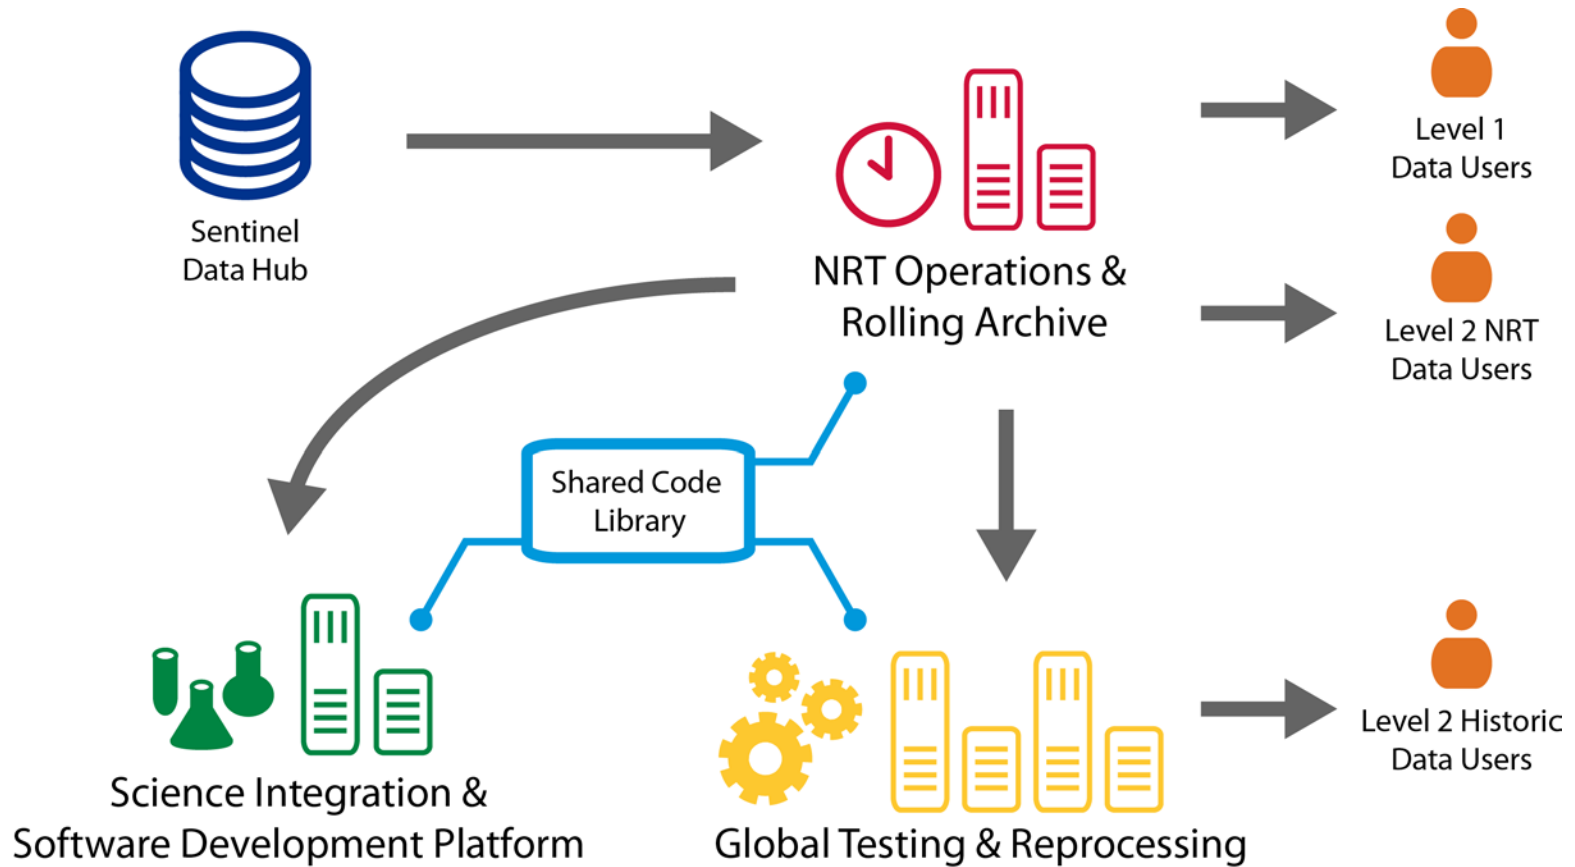 Sentinel
Data Hub
NRT Operations &
Rolling Archive
Level 1
Data Users
Level 2 NRT
Data Users
Shared Code
Library
Science Integration &
Software Development Platform
Global Testing & Reprocessing
Level 2 Historic
Data Users